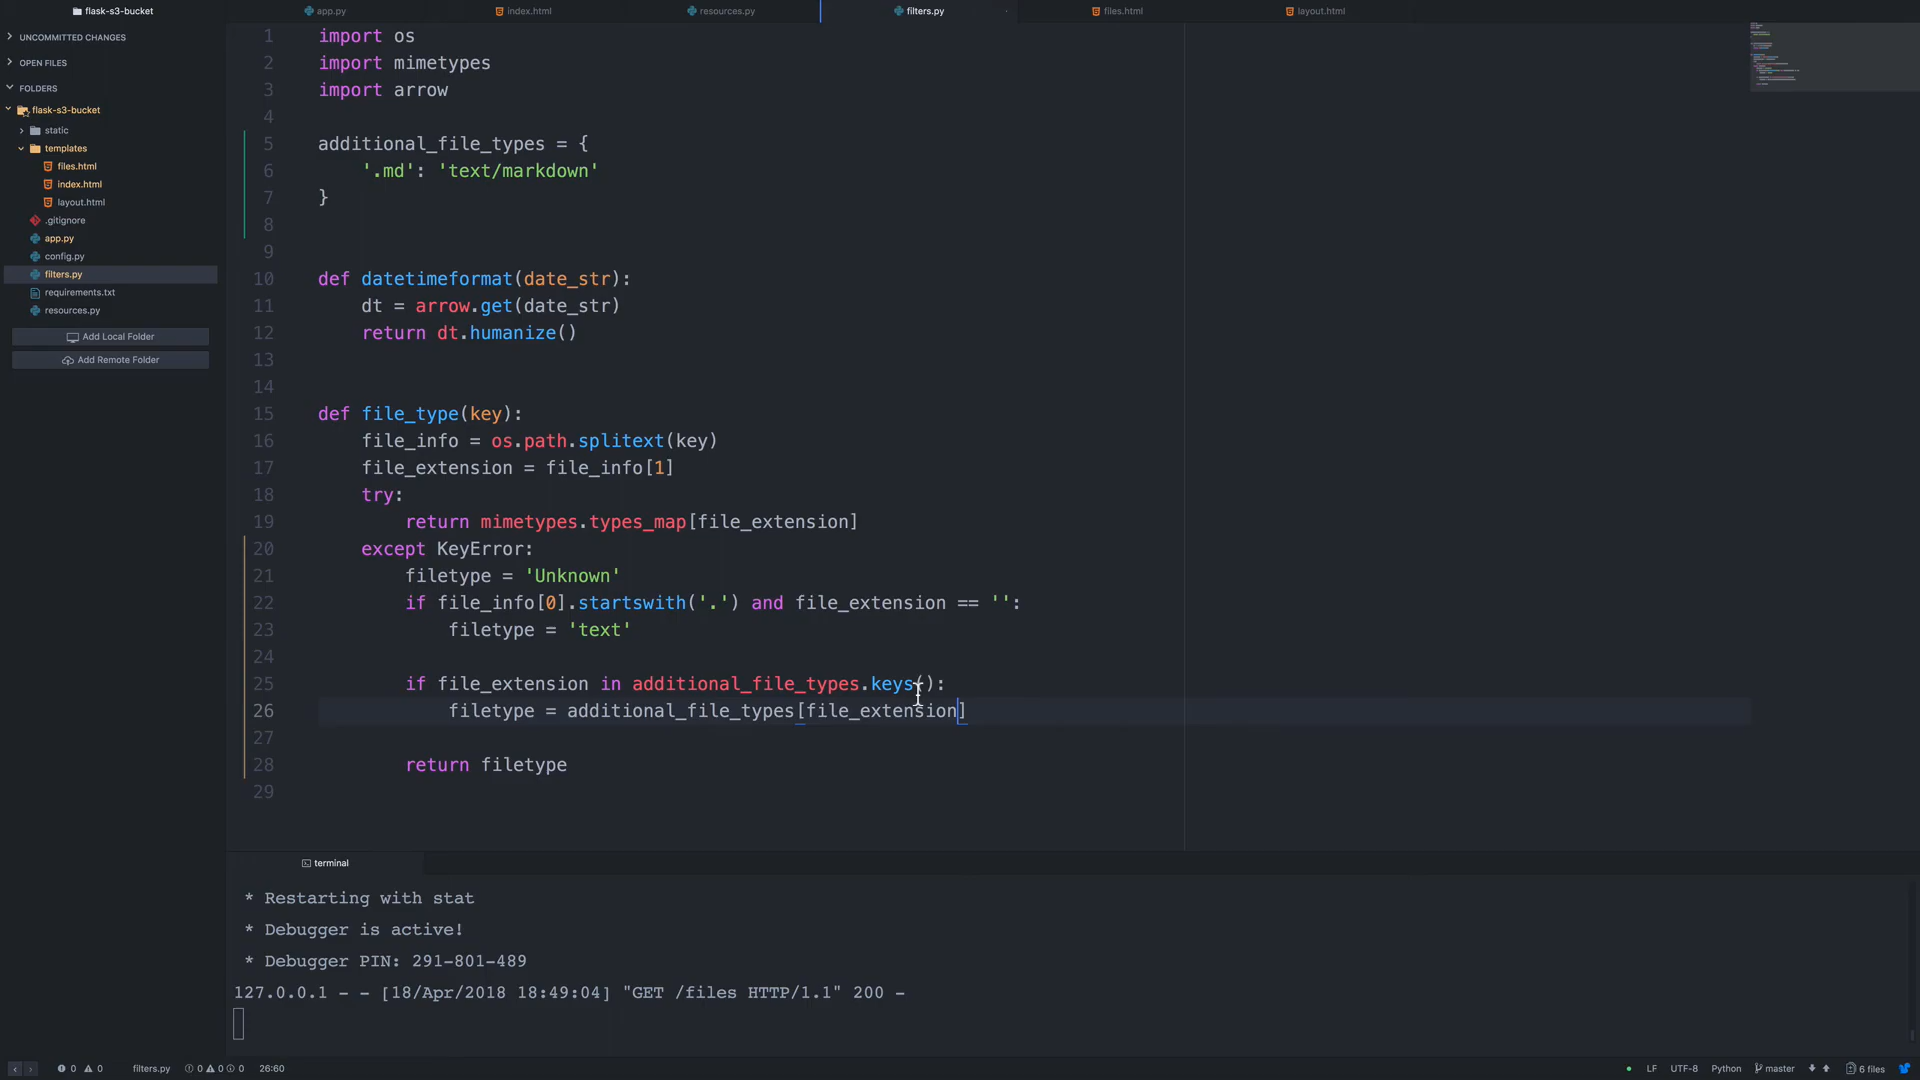 flask-s3-bucket
app.py
index.html
resources.py
filters.py
files.html
layout.html
UNCOMMITTED CHANGES
OPEN FILES
FOLDERS
flask-s3-bucket
static
templates
files.html
index.html
layout.html
.gitignore
app.py
config.py
filters.py
requirements.txt
resources.py
Add Local Folder
Add Remote Folder
1 import os
2 import mimetypes
3 import arrow
4
5 additional_file_types = {
6     '.md': 'text/markdown'
7 }
8
9
10 def datetimeformat(date_str):
11     dt = arrow.get(date_str)
12     return dt.humanize()
13
14
15 def file_type(key):
16     file_info = os.path.splitext(key)
17     file_extension = file_info[1]
18     try:
19         return mimetypes.types_map[file_extension]
20     except KeyError:
21         filetype = 'Unknown'
22         if file_info[0].startswith('.') and file_extension == '':
23             filetype = 'text'
24
25         if file_extension in additional_file_types.keys():
26             filetype = additional_file_types[file_extension]
27
28         return filetype
29
terminal
* Restarting with stat
* Debugger is active!
* Debugger PIN: 291-801-489
127.0.0.1 - - [18/Apr/2018 18:49:04] "GET /files HTTP/1.1" 200 -
0 0 filters.py 0 0 0 26:60 LF UTF-8 Python master 6 files